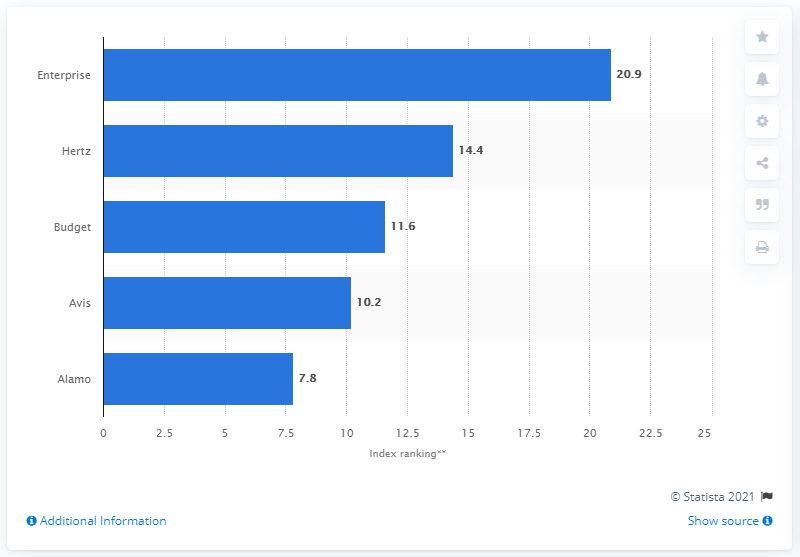 Enterprise 20.9
Hertz 14.4
Budget 11.6
Avis 10.2
Alamo 7.8
0 2.5 5 7.5 10 12.5 15 17.5 20 22.5 25
Index ranking**
© Statista 2021
Additional Information Show source